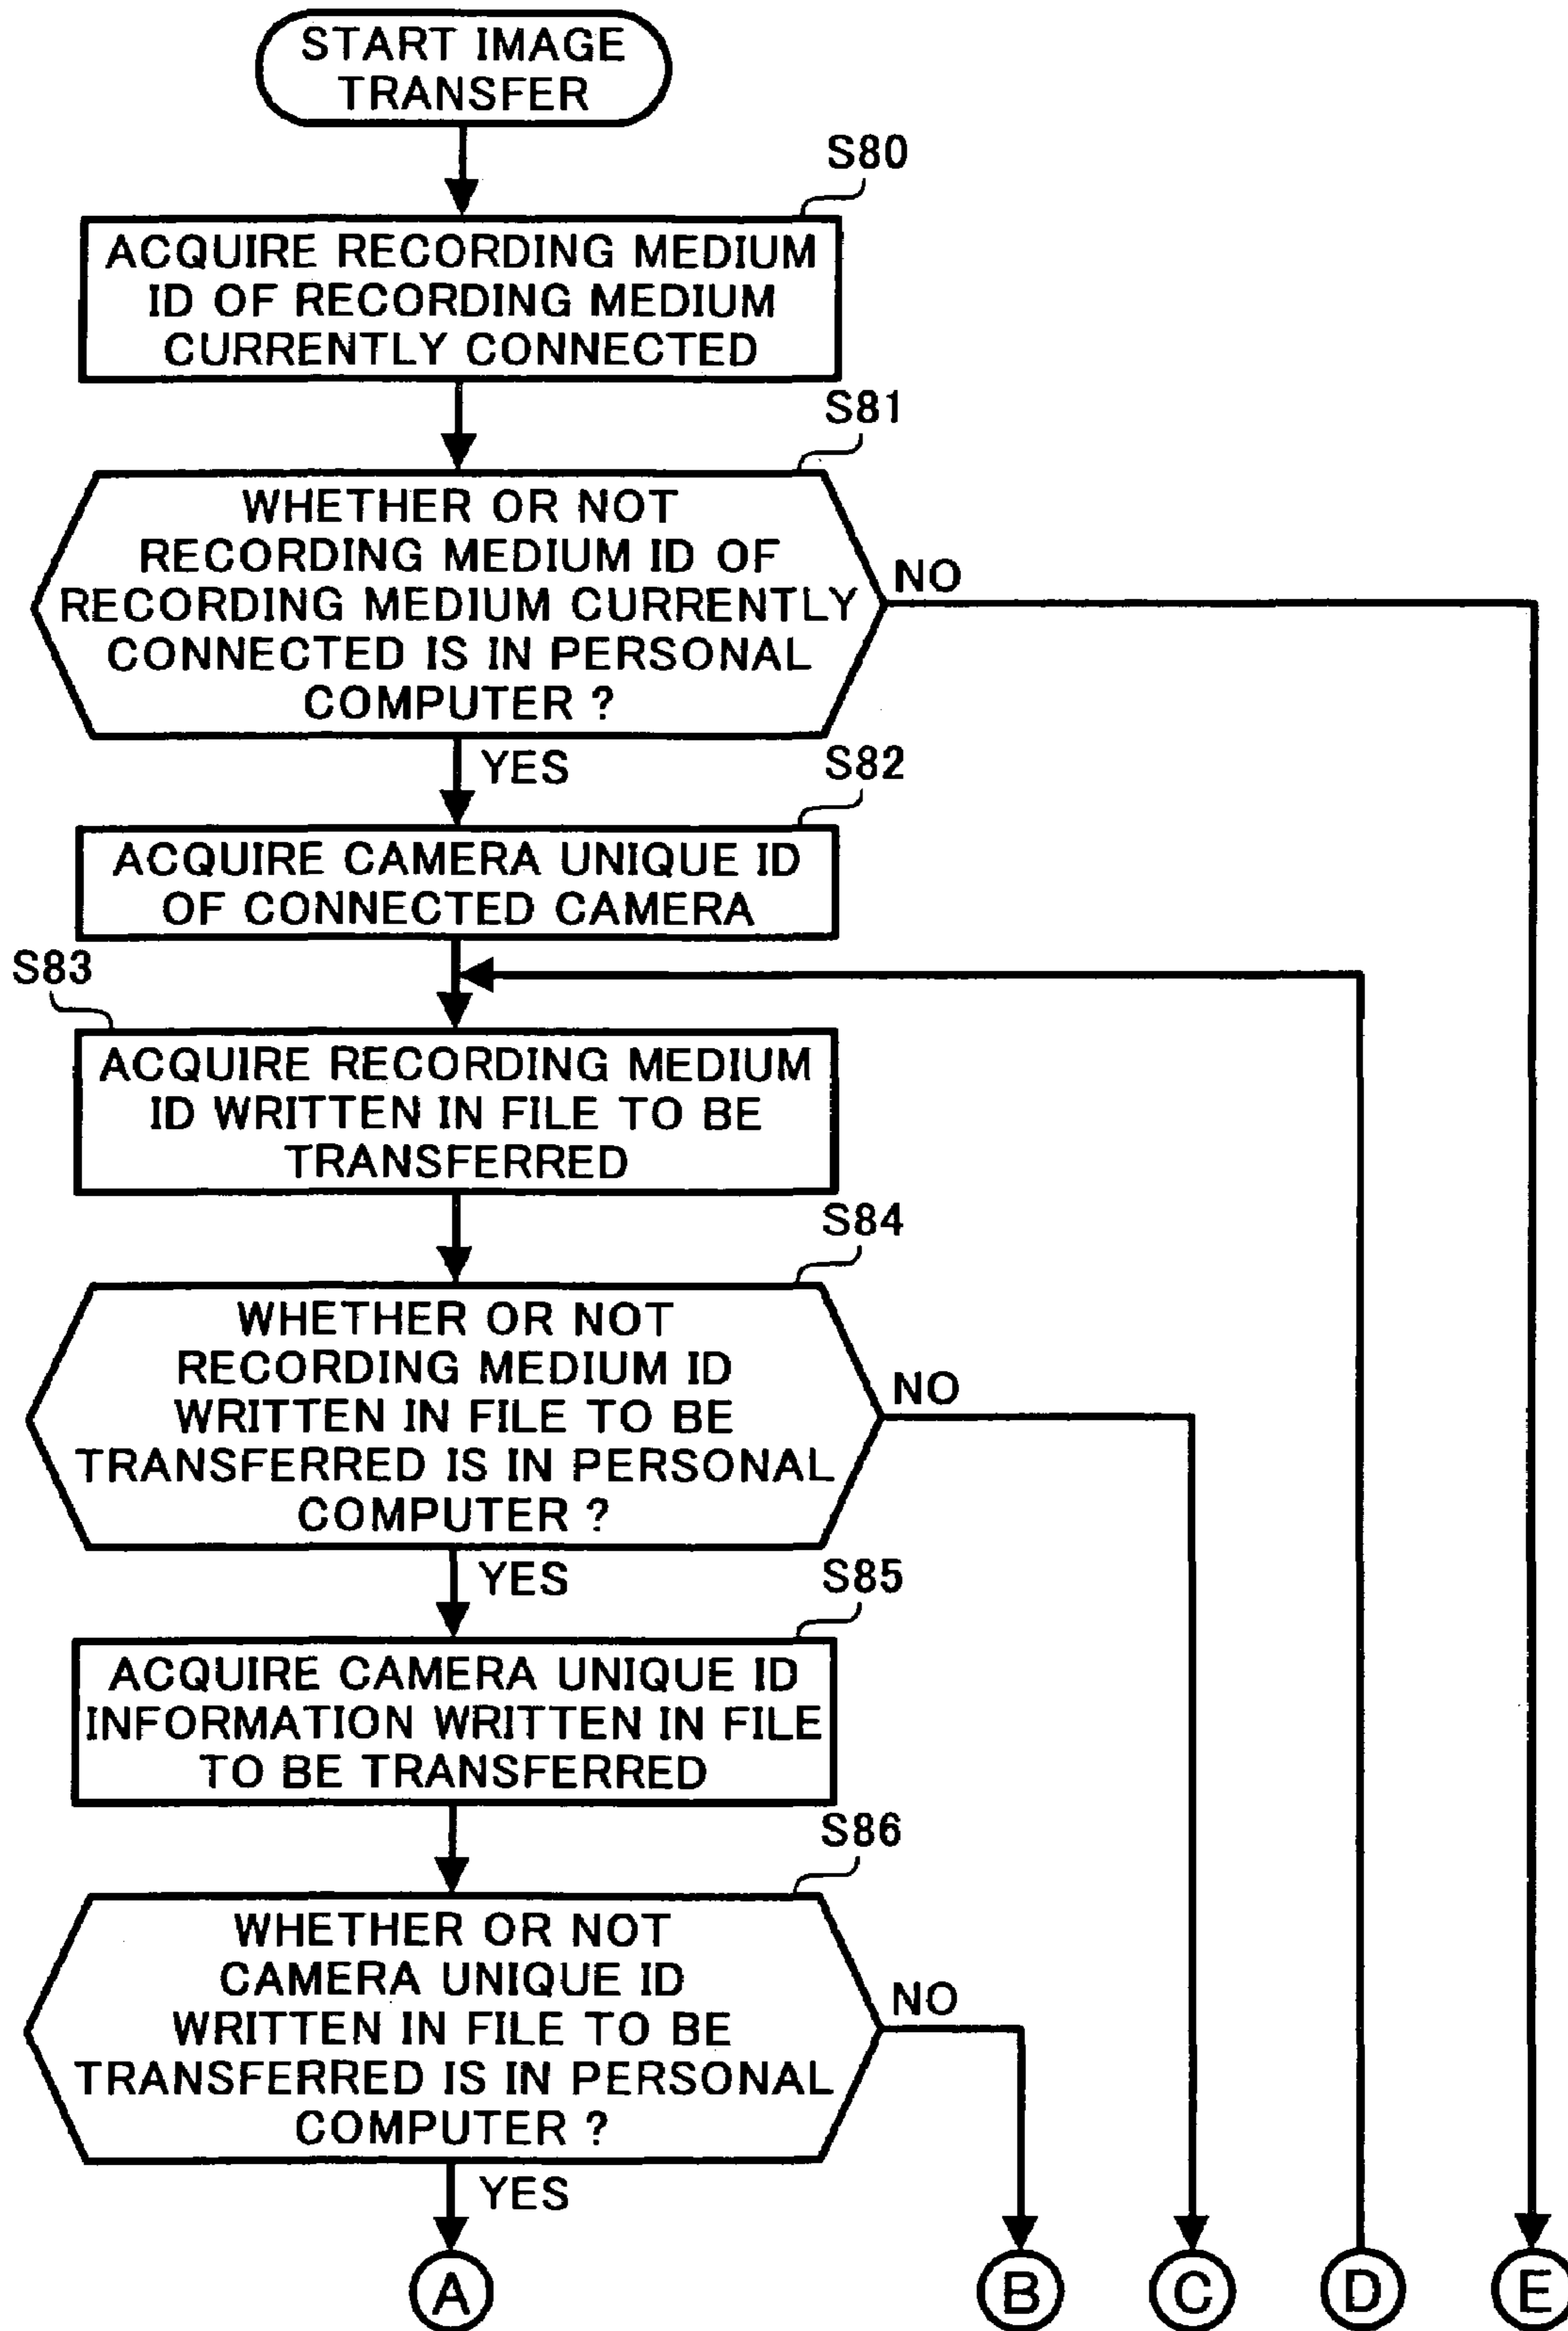 START IMAGE
TRANSFER
S80
ACQUIRE RECORDING MEDIUM
ID OF RECORDING MEDIUM
CURRENTLY CONNECTED
S81
WHETHER OR NOT
RECORDING MEDIUM ID OF
RECORDING MEDIUM CURRENTLY
CONNECTED IS IN PERSONAL
COMPUTER ?
NO
YES
S82
ACQUIRE CAMERA UNIQUE ID
OF CONNECTED CAMERA
S83
ACQUIRE RECORDING MEDIUM
ID WRITTEN IN FILE TO BE
TRANSFERRED
S84
WHETHER OR NOT
RECORDING MEDIUM ID
WRITTEN IN FILE TO BE
TRANSFERRED IS IN PERSONAL
COMPUTER ?
NO
YES
S85
ACQUIRE CAMERA UNIQUE ID
INFORMATION WRITTEN IN FILE
TO BE TRANSFERRED
S86
WHETHER OR NOT
CAMERA UNIQUE ID
WRITTEN IN FILE TO BE
TRANSFERRED IS IN PERSONAL
COMPUTER ?
NO
YES
A
B
C
D
E